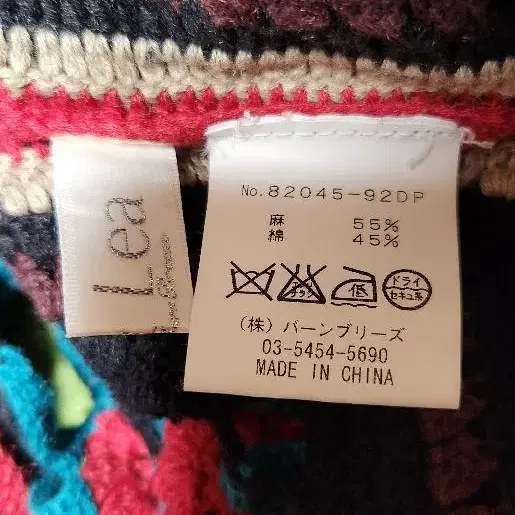 Lea
No. 82045-92DP
麻 55%
綿 45%
低
ドライ
セキユ系
(株) バーンブリーズ
03-5454-5690
MADE IN CHINA